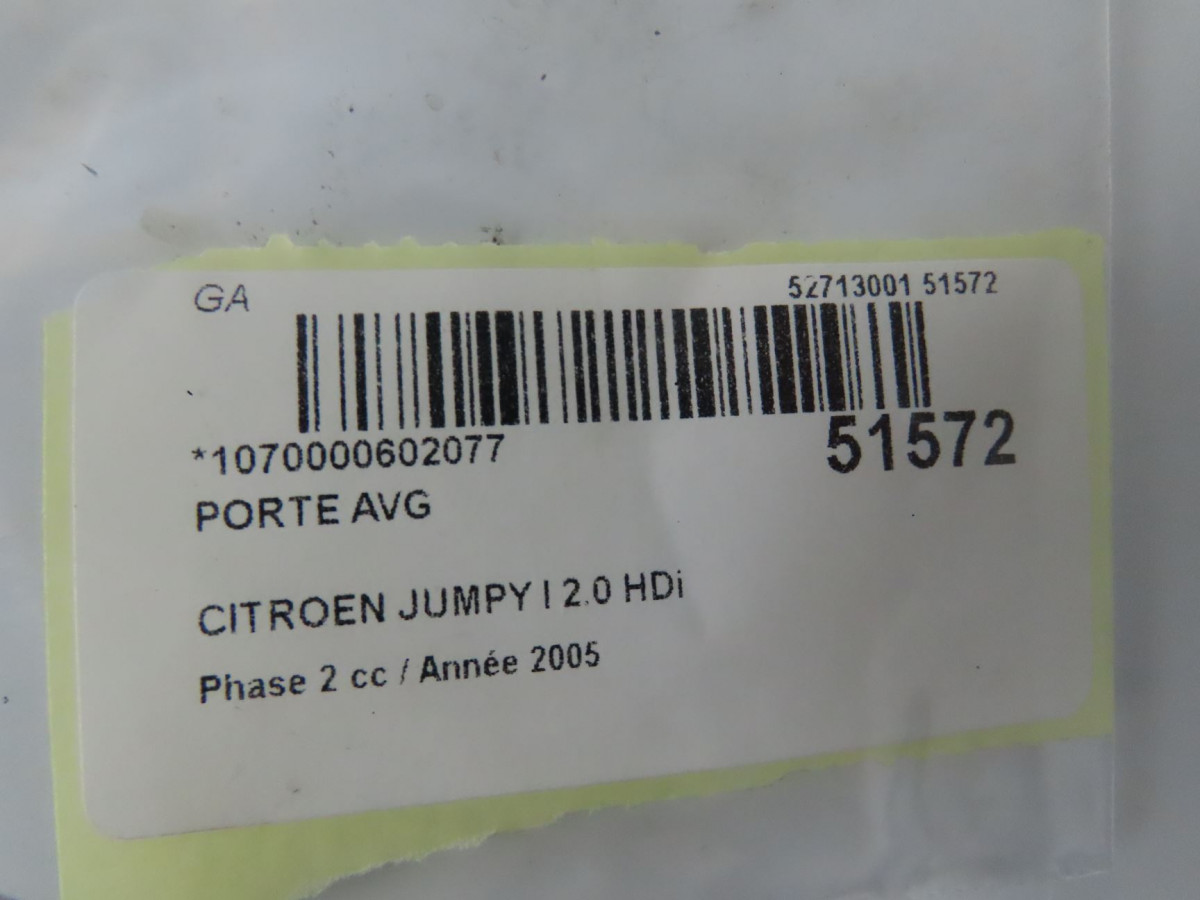 GA 52713001 51572
*1070000602077 51572
PORTE AVG
CITROEN JUMPY I 2.0 HDi
Phase 2 cc / Année 2005